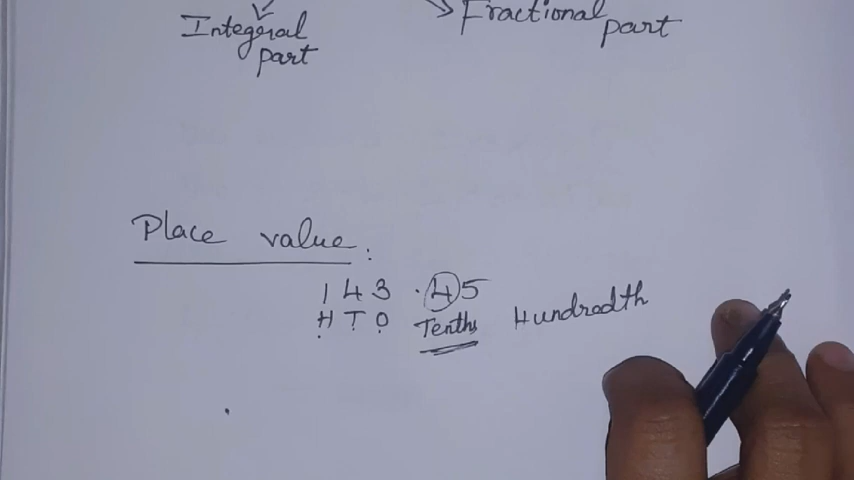 Integral Fractional
part part
Place value :
143 .45
H T O Tenths Hundredth